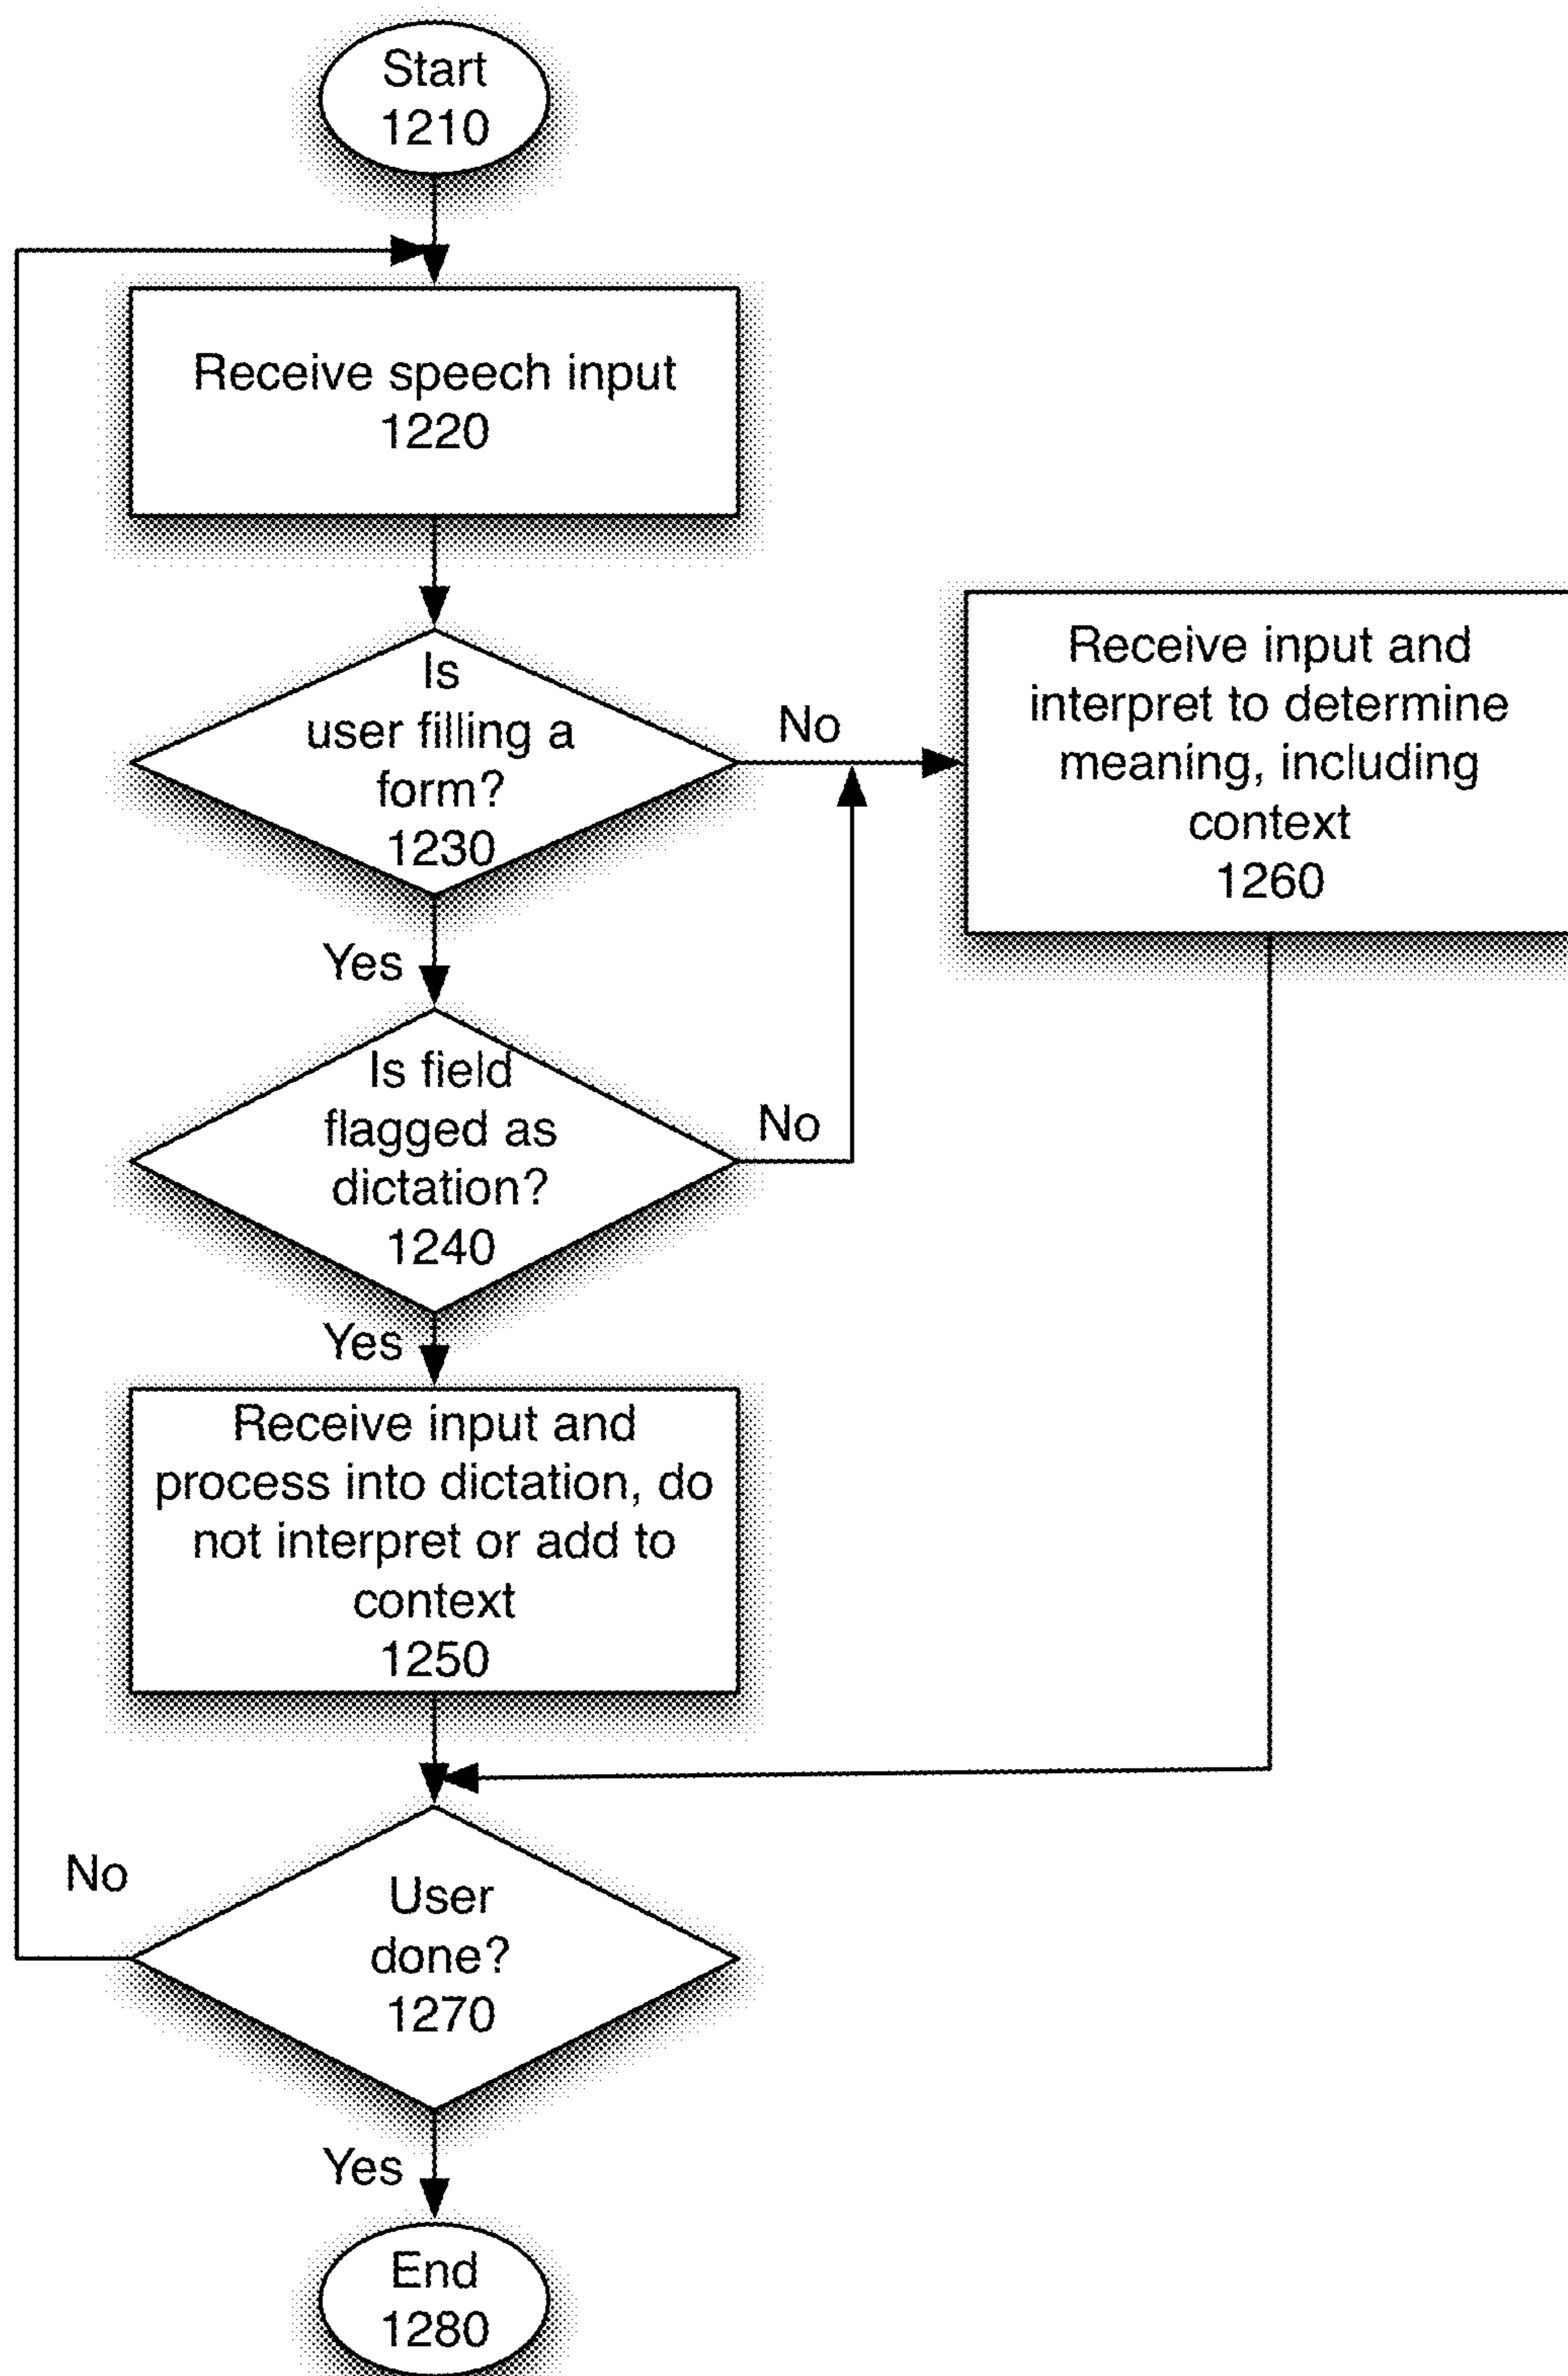 Start
1210
Receive speech input
1220
Is
user filling a
form?
1230
No
Receive input and
interpret to determine
meaning, including
context
1260
Yes
Is field
flagged as
dictation?
1240
No
Yes
Receive input and
process into dictation, do
not interpret or add to
context
1250
No
User
done?
1270
Yes
End
1280